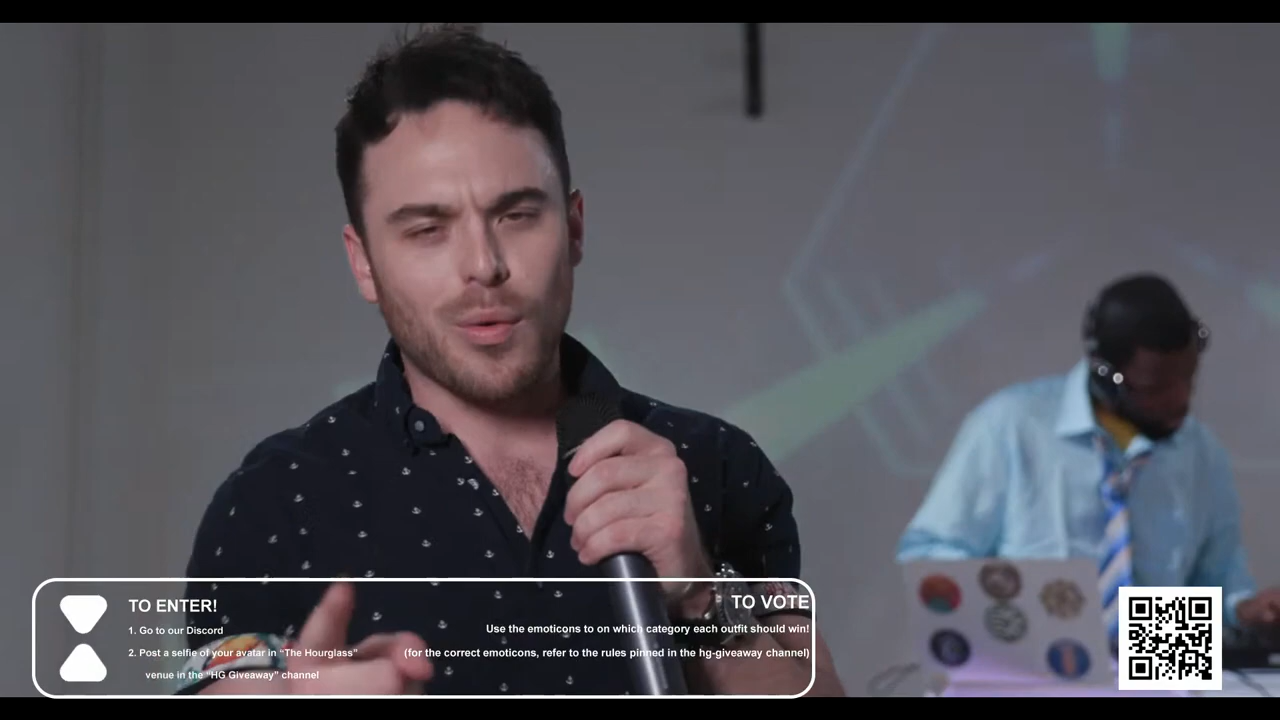 TO ENTER!
1. Go to our Discord
2. Post a selfie of your avatar in “The Hourglass”
venue in the “HG Giveaway” channel
TO VOTE
Use the emoticons to on which category each outfit should win!
(for the correct emoticons, refer to the rules pinned in the hg-giveaway channel)